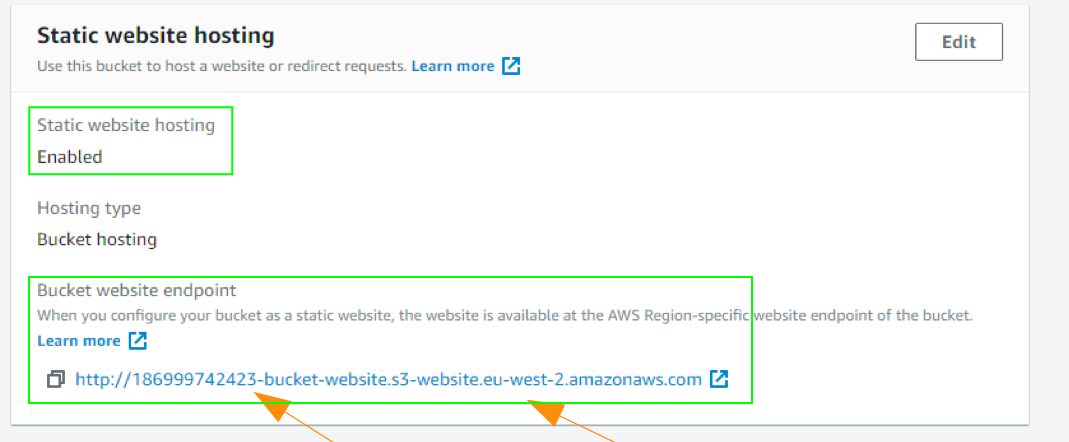 Static website hosting
Edit
Use this bucket to host a website or redirect requests. Learn more
Static website hosting
Enabled
Hosting type
Bucket hosting
Bucket website endpoint
When you configure your bucket as a static website, the website is available at the AWS Region-specific website endpoint of the bucket.
Learn more
http://186999742423-bucket-website.s3-website.eu-west-2.amazonaws.com